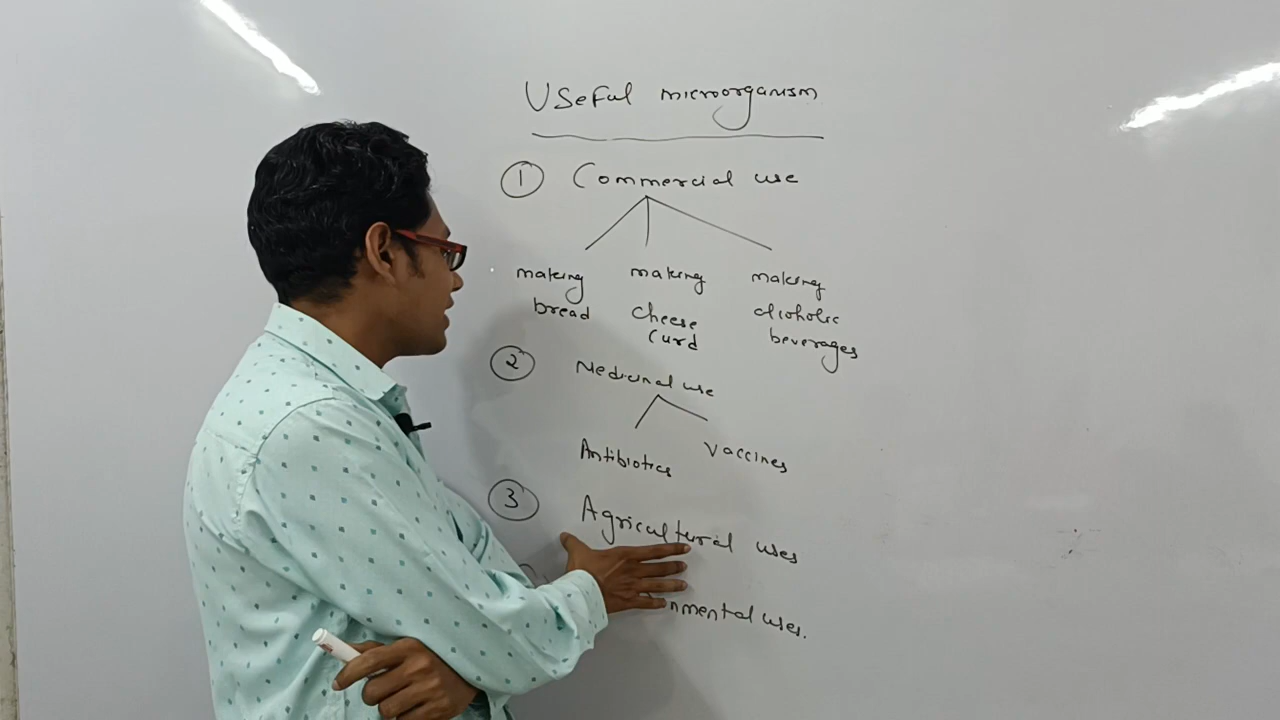 Useful microorganism
1 Commercial use
making making making
bread cheese alcoholic
curd beverages
2 Medicinal use
Antibiotics vaccines
3 Agricultural uses
nmental uses.